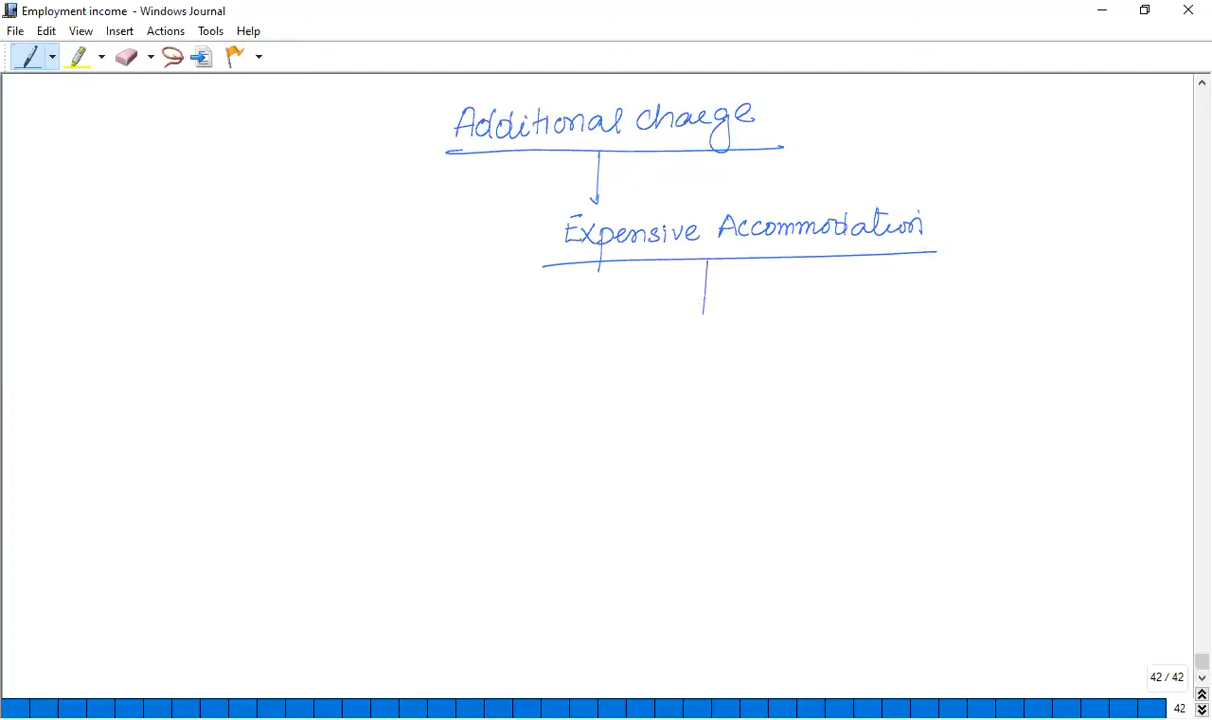 Employment income - Windows Journal
File Edit View Insert Actions Tools Help
Additional charge
Expensive Accommodation
42 / 42
42